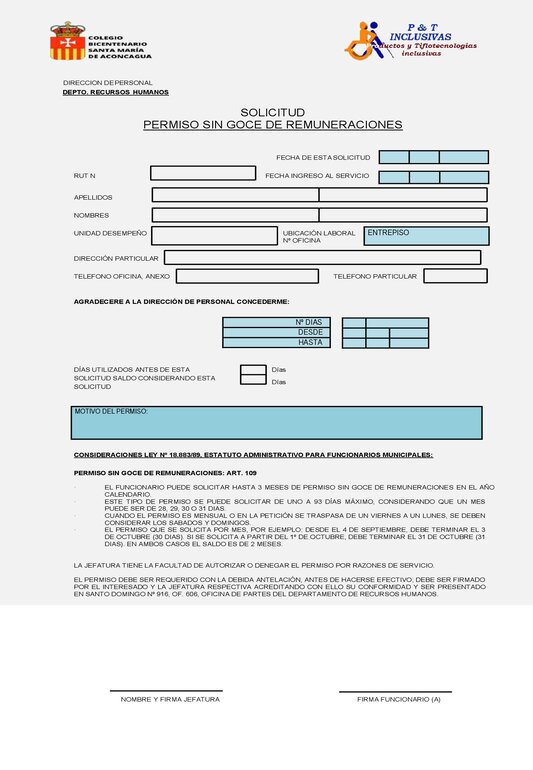 COLEGIO
BICENTENARIO
SANTA MARÍA
DE ACONCAGUA
P & T
INCLUSIVAS
ductos y Tiflotecnologías
inclusivas
DIRECCION DEPERSONAL
DEPTO. RECURSOS HUMANOS
SOLICITUD
PERMISO SIN GOCE DE REMUNERACIONES
FECHA DE ESTA SOLICITUD
RUT N
FECHA INGRESO AL SERVICIO
APELLIDOS
NOMBRES
UNIDAD DESEMPEÑO
UBICACIÓN LABORAL
Nº OFICINA
ENTREPISO
DIRECCIÓN PARTICULAR
TELEFONO OFICINA, ANEXO
TELEFONO PARTICULAR
AGRADECERE A LA DIRECCIÓN DE PERSONAL CONCEDERME:
Nº DIAS
DESDE
HASTA
DÍAS UTILIZADOS ANTES DE ESTA
SOLICITUD SALDO CONSIDERANDO ESTA
SOLICITUD
Días
Días
MOTIVO DEL PERMISO:
CONSIDERACIONES LEY Nº 18.883/89, ESTATUTO ADMINISTRATIVO PARA FUNCIONARIOS MUNICIPALES:
PERMISO SIN GOCE DE REMUNERACIONES: ART. 109
· EL FUNCIONARIO PUEDE SOLICITAR HASTA 3 MESES DE PERMISO SIN GOCE DE REMUNERACIONES EN EL AÑO
CALENDARIO.
· ESTE TIPO DE PERMISO SE PUEDE SOLICITAR DE UNO A 93 DÍAS MÁXIMO, CONSIDERANDO QUE UN MES
PUEDE SER DE 28, 29, 30 O 31 DIAS.
· CUANDO EL PERMISO ES MENSUAL O EN LA PETICIÓN SE TRASPASA DE UN VIERNES A UN LUNES, SE DEBEN
CONSIDERAR LOS SABADOS Y DOMINGOS.
· EL PERMISO QUE SE SOLICITA POR MES, POR EJEMPLO: DESDE EL 4 DE SEPTIEMBRE, DEBE TERMINAR EL 3
DE OCTUBRE (30 DIAS). SI SE SOLICITA A PARTIR DEL 1º DE OCTUBRE, DEBE TERMINAR EL 31 DE OCTUBRE (31
DIAS). EN AMBOS CASOS EL SALDO ES DE 2 MESES.
LA JEFATURA TIENE LA FACULTAD DE AUTORIZAR O DENEGAR EL PERMISO POR RAZONES DE SERVICIO.
EL PERMISO DEBE SER REQUERIDO CON LA DEBIDA ANTELACIÓN, ANTES DE HACERSE EFECTIVO, DEBE SER FIRMADO
POR EL INTERESADO Y LA JEFATURA RESPECTIVA ACREDITANDO CON ELLO SU CONFORMIDAD Y SER PRESENTADO
EN SANTO DOMINGO Nº 916, OF. 606, OFICINA DE PARTES DEL DEPARTAMENTO DE RECURSOS HUMANOS.
NOMBRE Y FIRMA JEFATURA
FIRMA FUNCIONARIO (A)